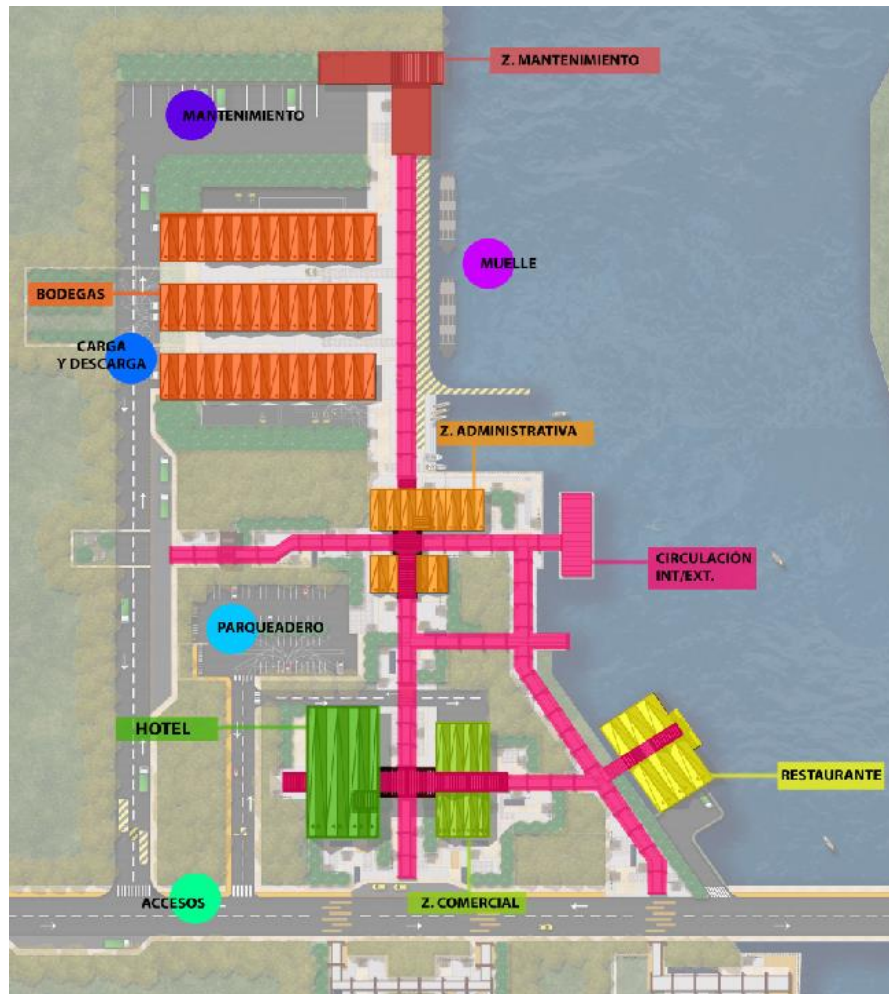 Z. MANTENIMIENTO
MANTENIMIENTO
MUELLE
BODEGAS
CARGA
Y DESCARGA
Z. ADMINISTRATIVA
CIRCULACIÓN
INT/EXT.
PARQUEADERO
HOTEL
RESTAURANTE
ACCESOS
Z. COMERCIAL